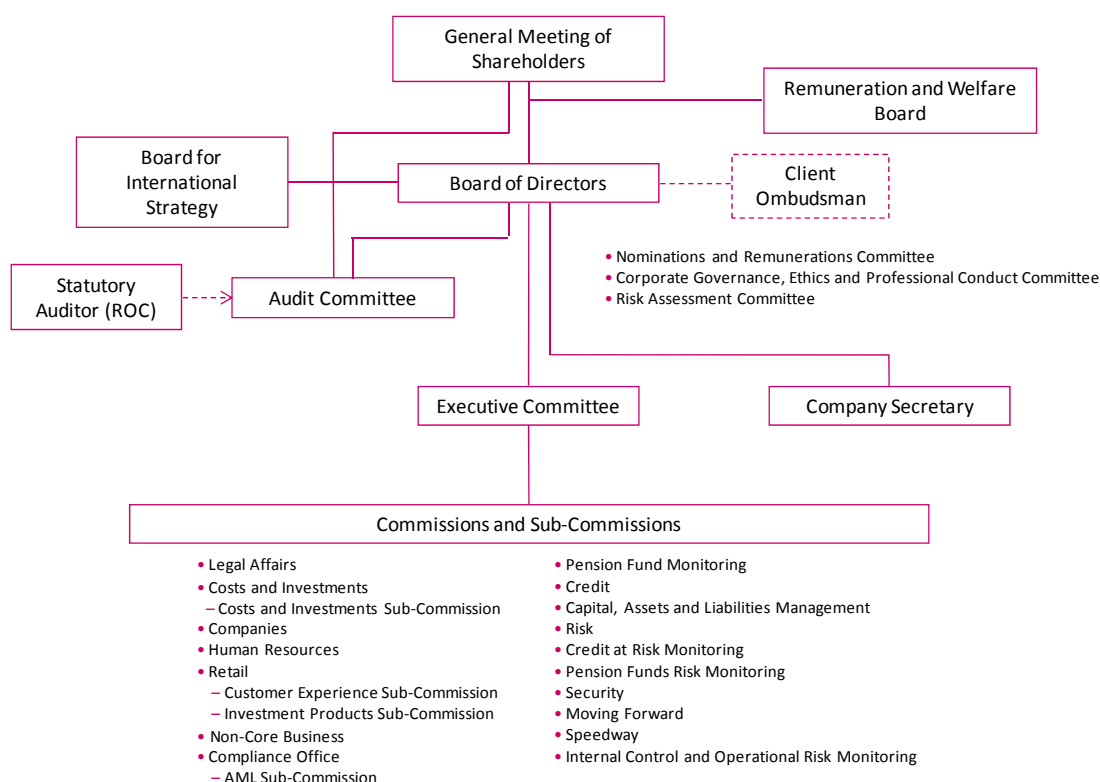 General Meeting of
Shareholders
Remuneration and Welfare
Board
Board for
International
Strategy
Board of Directors
Client
Ombudsman
• Nominations and Remunerations Committee
• Corporate Governance, Ethics and Professional Conduct Committee
• Risk Assessment Committee
Statutory
Auditor (ROC)
Audit Committee
Executive Committee
Company Secretary
Commissions and Sub-Commissions
• Legal Affairs
• Costs and Investments
– Costs and Investments Sub-Commission
• Companies
• Human Resources
• Retail
– Customer Experience Sub-Commission
– Investment Products Sub-Commission
• Non-Core Business
• Compliance Office
– AML Sub-Commission
• Pension Fund Monitoring
• Credit
• Capital, Assets and Liabilities Management
• Risk
• Credit at Risk Monitoring
• Pension Funds Risk Monitoring
• Security
• Moving Forward
• Speedway
• Internal Control and Operational Risk Monitoring